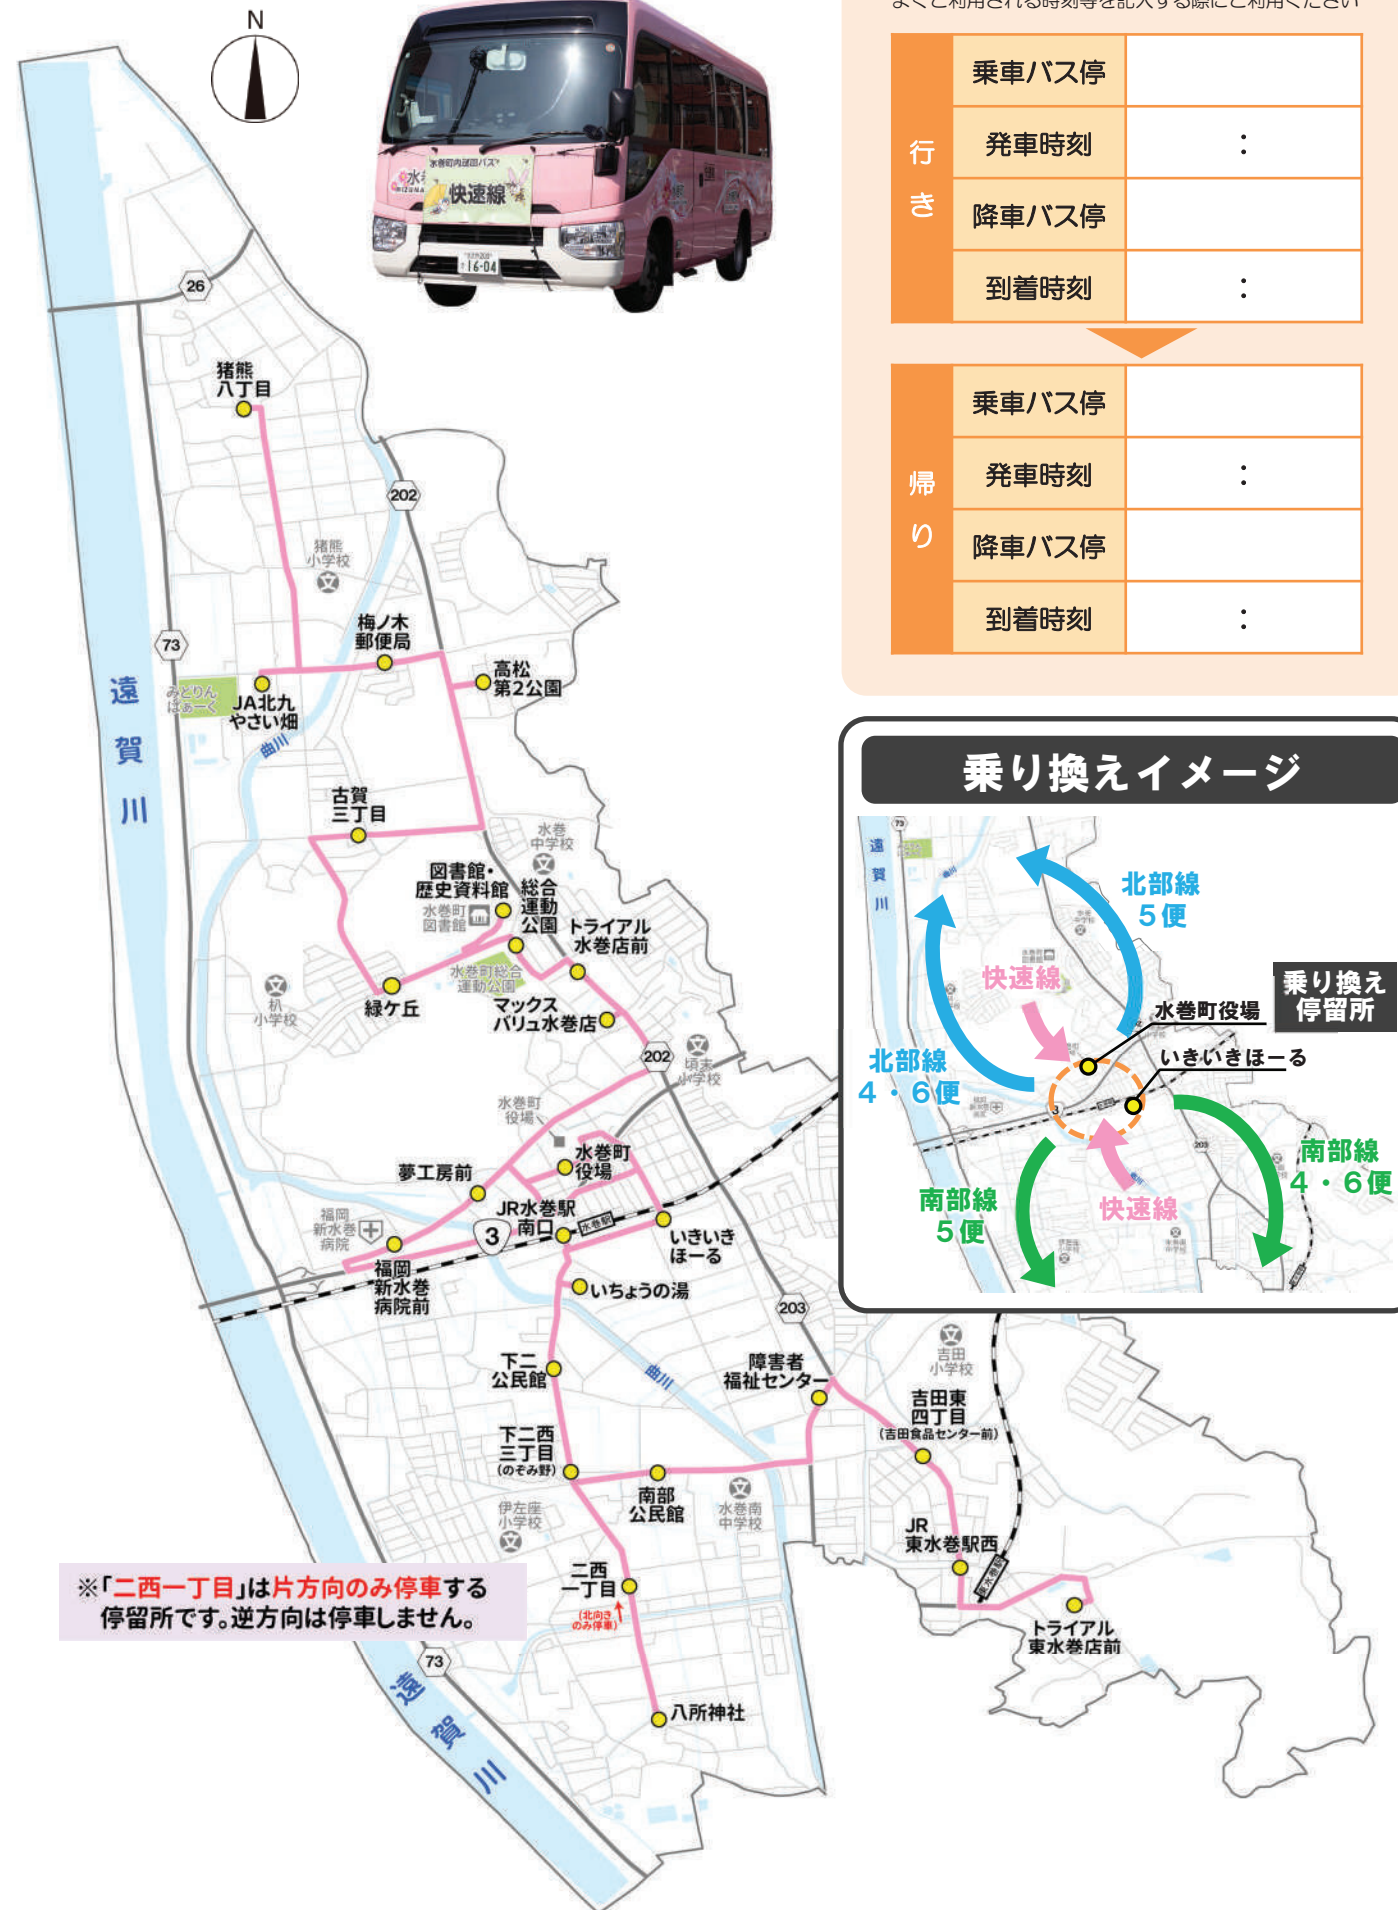 よくご利用される時刻等を記入する際にご利用ください
N
水巻町内巡回バス
快速線
16-04
行き
乗車バス停
発車時刻
:
降車バス停
到着時刻
:
帰り
乗車バス停
発車時刻
:
降車バス停
到着時刻
:
26
猪熊
八丁目
202
猪熊
小学校
梅ノ木
郵便局
73
高松
第2公園
遠賀川
みどりん
ぱぁーく
JA北九
やさい畑
曲川
古賀
三丁目
水巻
中学校
図書館・
歴史資料館
水巻町
図書館
総合
運動
公園
トライアル
水巻店前
水巻町総合
運動公園
杁
小学校
緑ケ丘
マックス
バリュ水巻店
202
頃末
小学校
水巻町
役場
水巻町
役場
夢工房前
JR水巻駅
南口
水巻駅
福岡
新水巻
病院
3
いきいき
ほーる
福岡
新水巻
病院前
いちょうの湯
203
下二
公民館
曲川
障害者
福祉センター
吉田
小学校
吉田東
四丁目
(吉田食品センター前)
下二西
三丁目
(のぞみ野)
南部
公民館
水巻南
中学校
伊左座
小学校
JR
東水巻駅西
東水巻駅
二西
一丁目
(北向き
のみ停車)
トライアル
東水巻店前
※「二西一丁目」は片方向のみ停車する
停留所です。逆方向は停車しません。
73
遠賀川
八所神社
乗り換えイメージ
73
遠賀川
北部線
5便
快速線
乗り換え
停留所
水巻町役場
いきいきほーる
北部線
4・6便
3
203
南部線
4・6便
南部線
5便
快速線